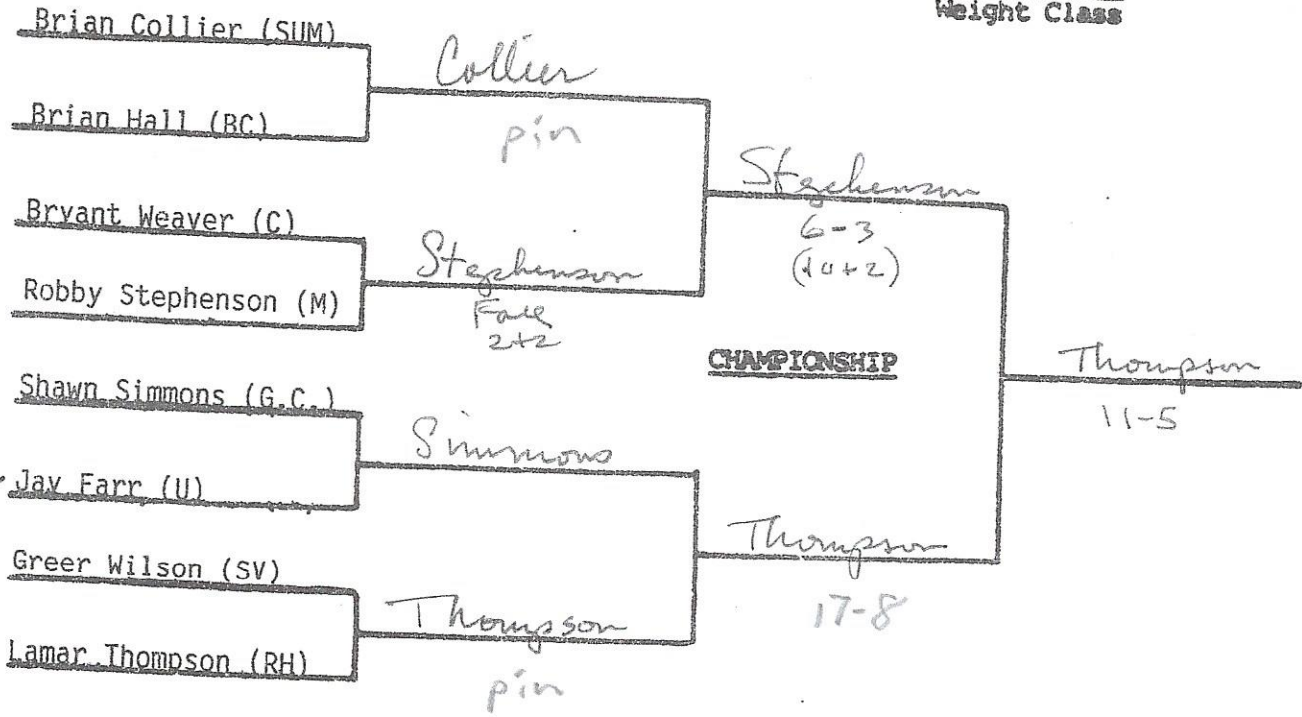 Weight Class
Brian Collier (SUM)
Collier
Brian Hall (BC)
pin
Stephenson
Bryant Weaver (C)
6-3
Stephenson
Robby Stephenson (M)
2+2
CHAMPIONSHIP
Thompson
Shawn Simmons (G.C.)
11-5
Simmons
Jay Farr (U)
Thompson
Greer Wilson (SV)
17-8
Thompson
Lamar Thompson (RH)
pin